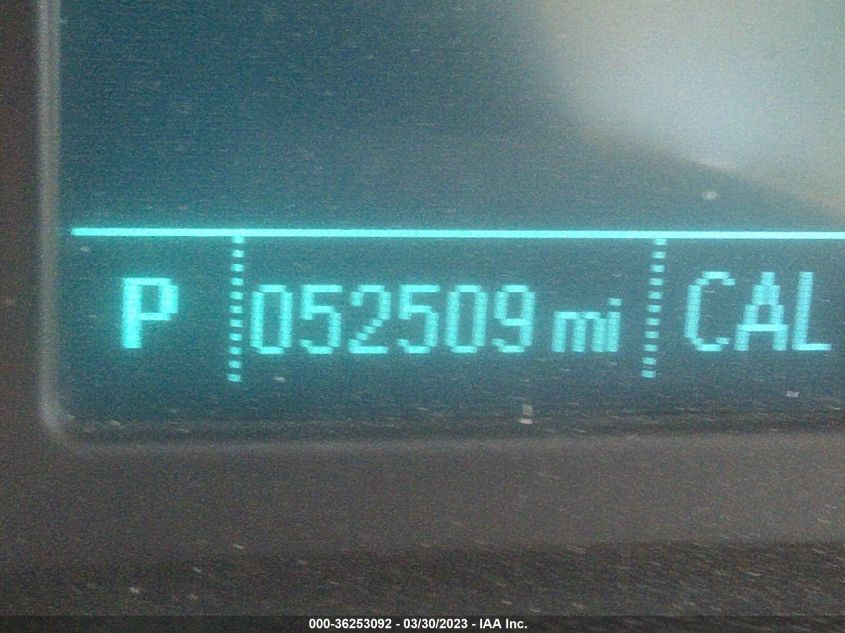 P 052509 mi CAL
000-36253092 - 03/30/2023 - IAA Inc.